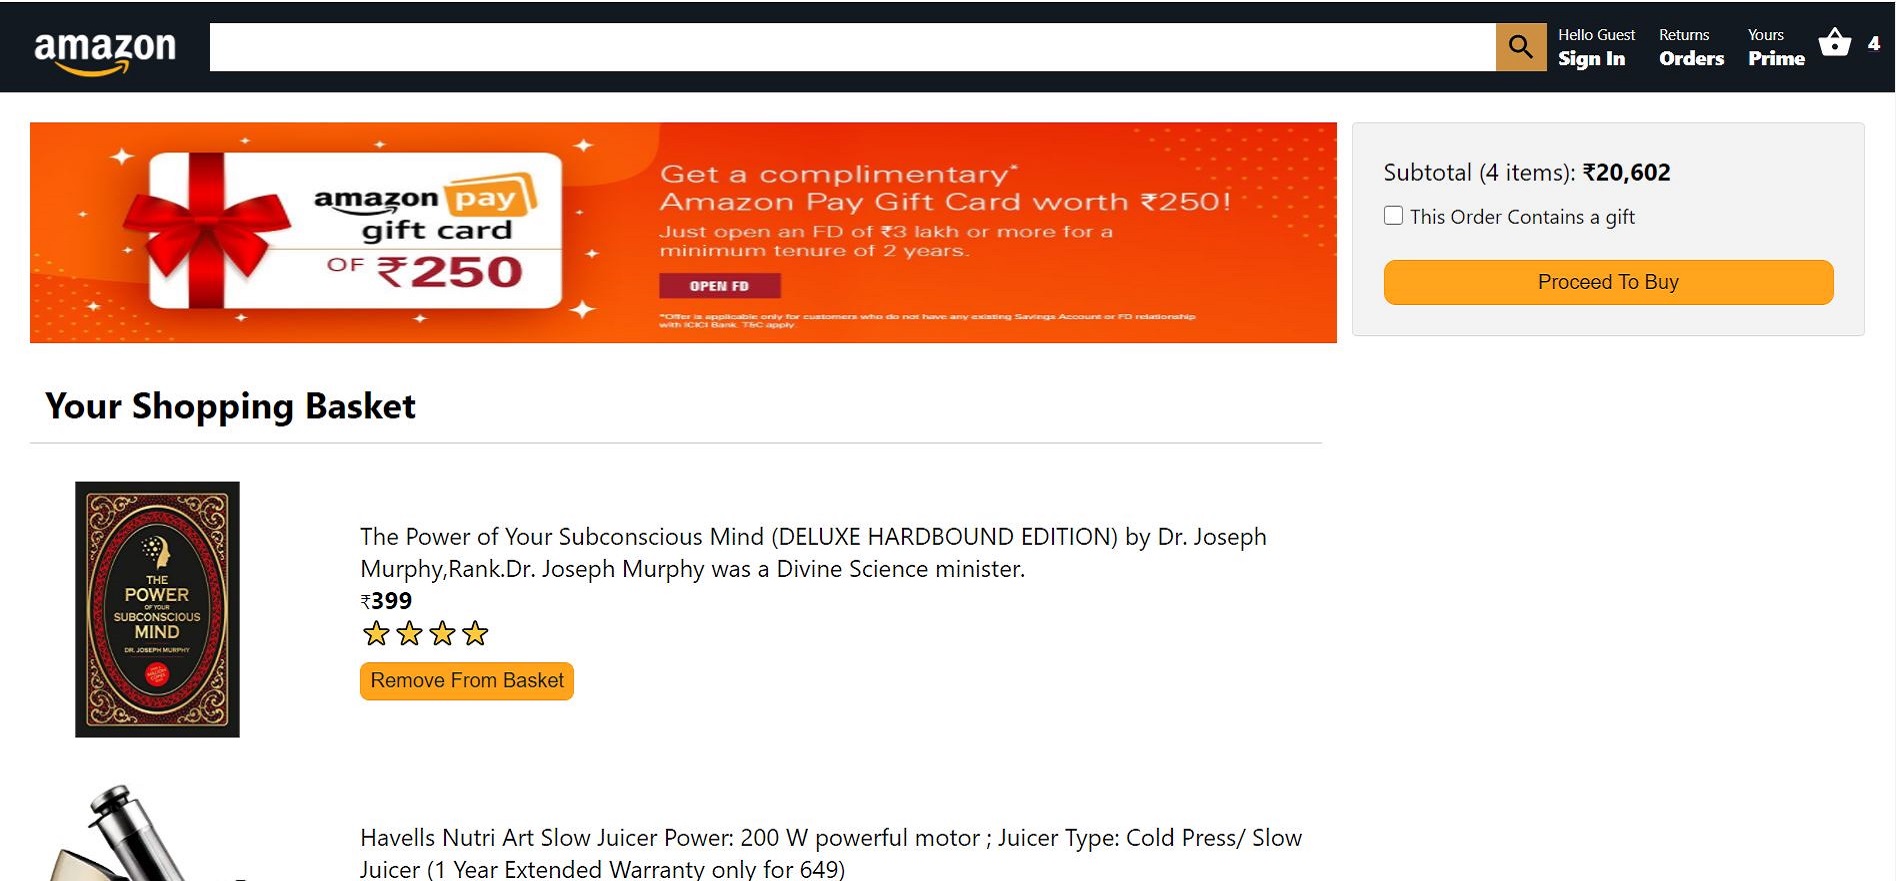 amazon
Hello Guest
Sign In
Returns
Orders
Yours
Prime
4
amazon pay
gift card
OF ₹250
Get a complimentary*
Amazon Pay Gift Card worth ₹250!
Just open an FD of ₹3 lakh or more for a
minimum tenure of 2 years.
OPEN FD
*Offer is applicable only for customers who do not have any existing Savings Account or FD relationship
with ICICI Bank. T&C apply.
Subtotal (4 items): ₹20,602
This Order Contains a gift
Proceed To Buy
Your Shopping Basket
THE
POWER
OF YOUR
SUBCONSCIOUS
MIND
DR. JOSEPH MURPHY
The Power of Your Subconscious Mind (DELUXE HARDBOUND EDITION) by Dr. Joseph
Murphy,Rank.Dr. Joseph Murphy was a Divine Science minister.
₹399
Remove From Basket
Havells Nutri Art Slow Juicer Power: 200 W powerful motor ; Juicer Type: Cold Press/ Slow
Juicer (1 Year Extended Warranty only for 649)